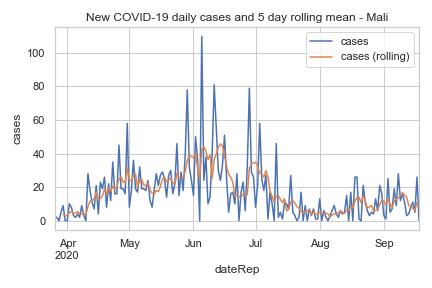 New COVID-19 daily cases and 5 day rolling mean - Mali
cases
cases (rolling)
100
80
60
40
20
0
cases
Apr
2020
May
Jun
Jul
Aug
Sep
dateRep